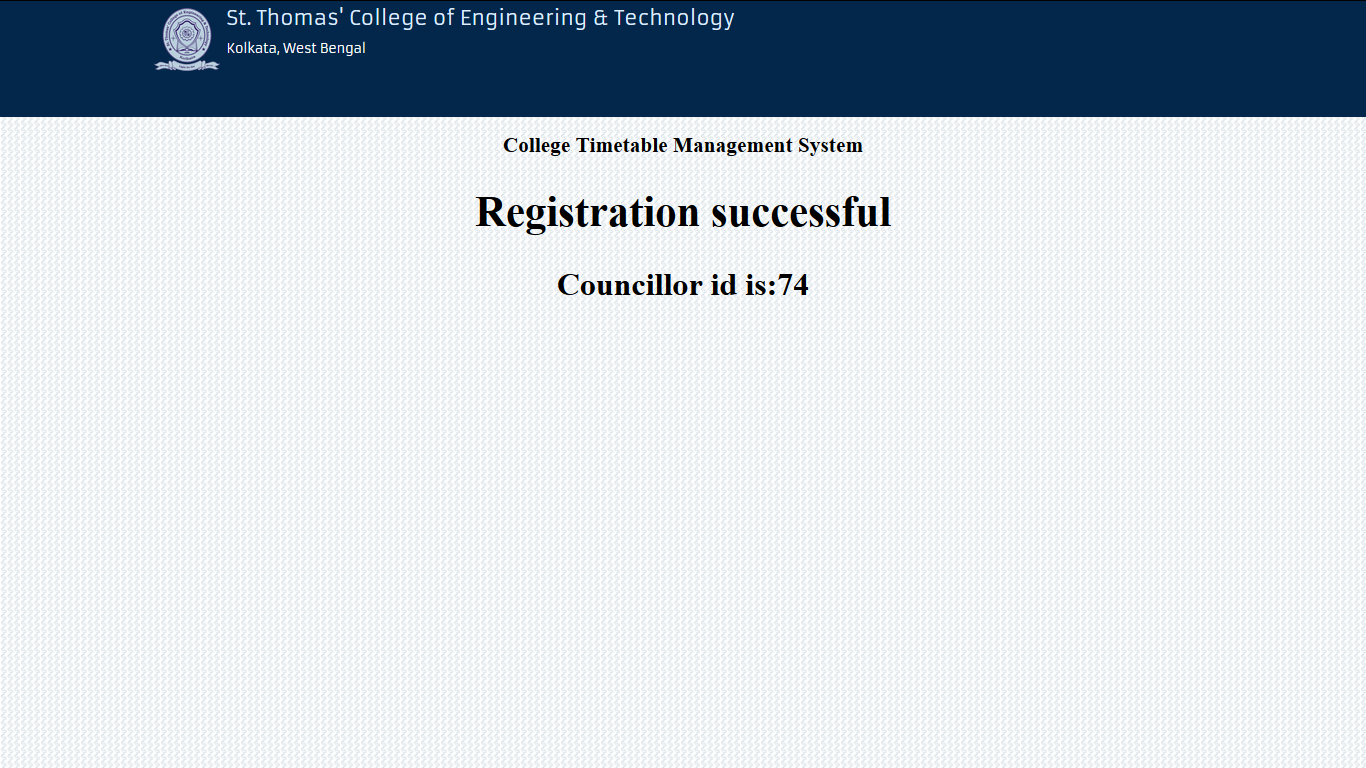 St. Thomas' College of Engineering & Technology
Kolkata, West Bengal
College Timetable Management System
Registration successful
Councillor id is:74